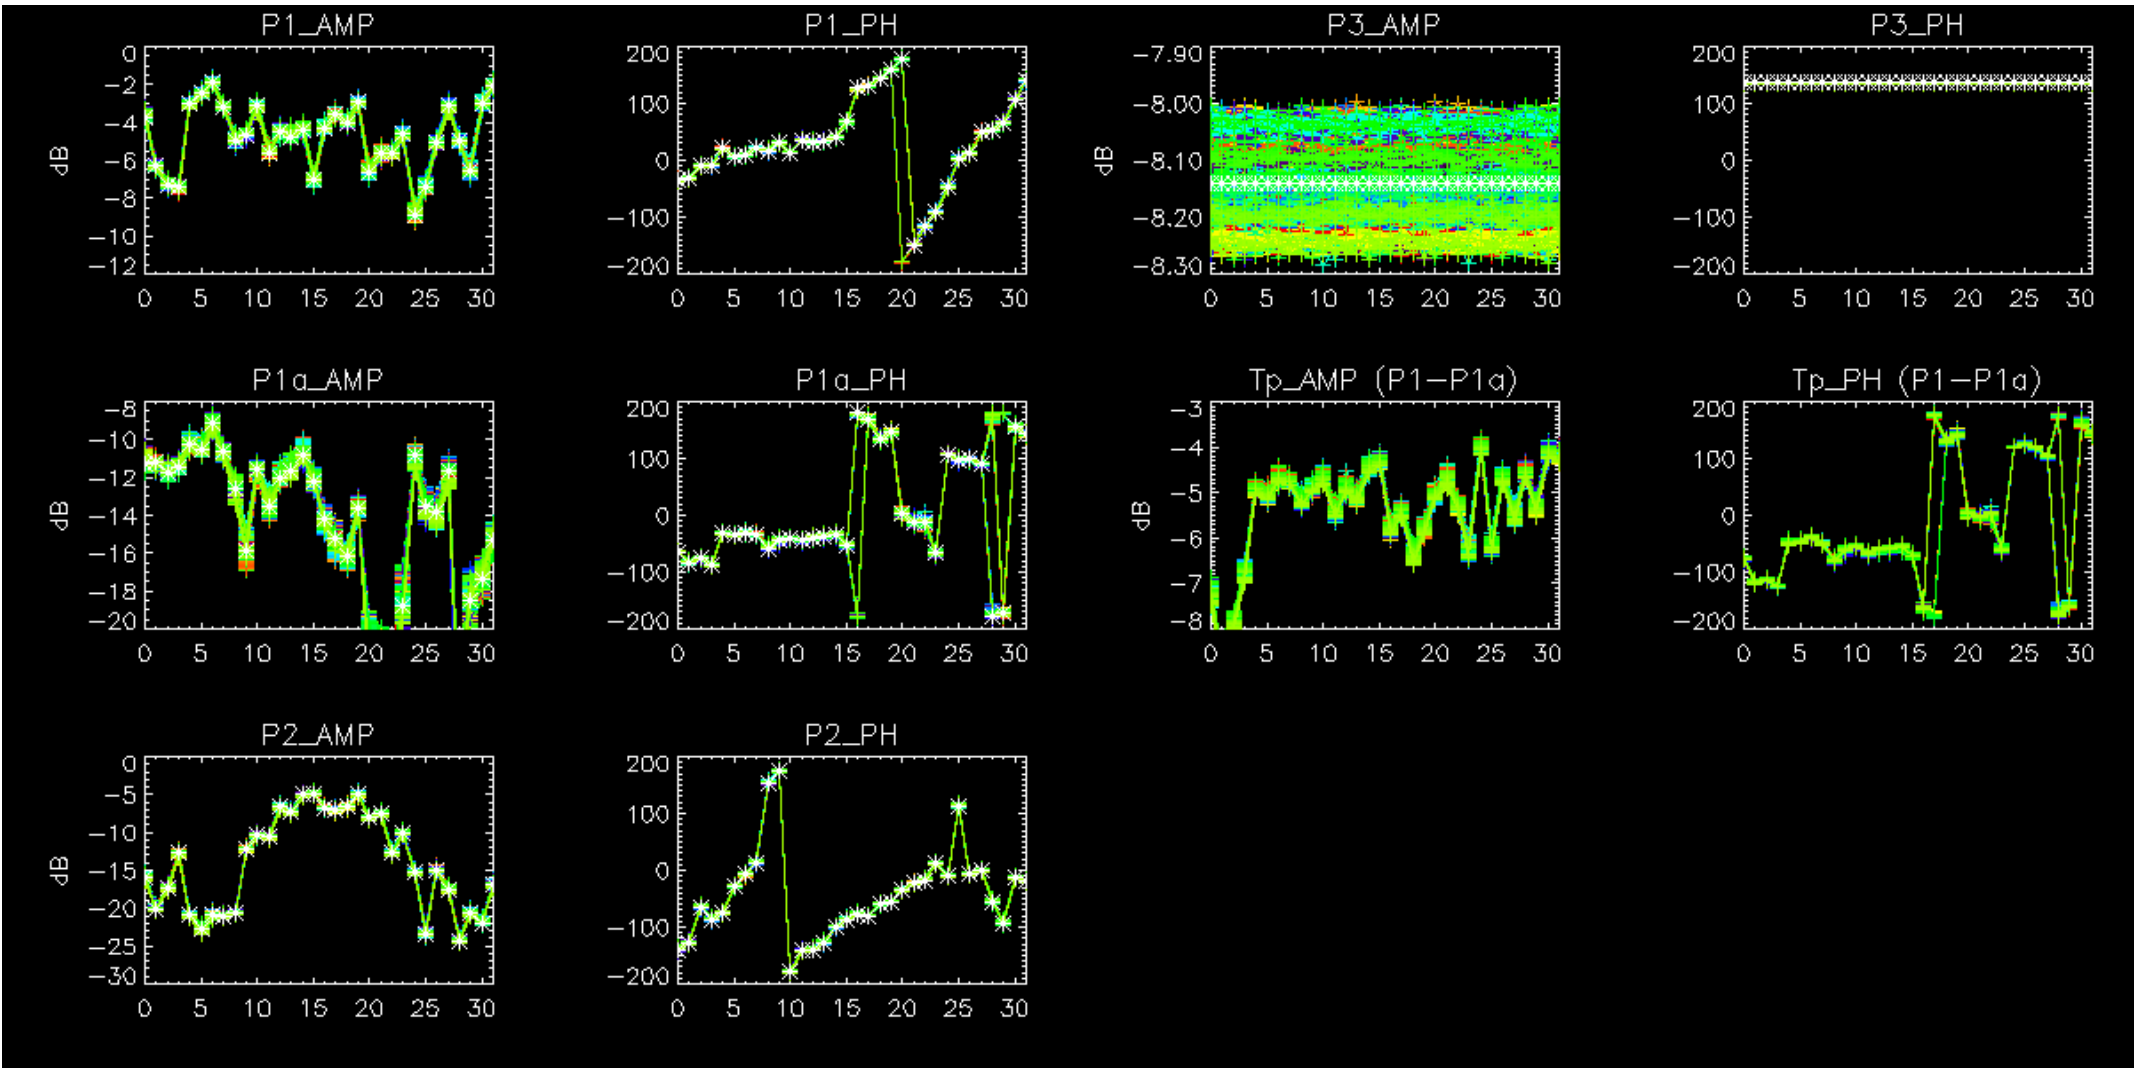 P1_AMP
P1_PH
P3_AMP
P3_PH
0
−2
−4
−6
−8
−10
−12
dB
0 5 10 15 20 25 30
200
100
0
−100
−200
0 5 10 15 20 25 30
−7.90
−8.00
−8.10
−8.20
−8.30
dB
0 5 10 15 20 25 30
200
100
0
−100
−200
0 5 10 15 20 25 30
P1a_AMP
P1a_PH
Tp_AMP (P1−P1a)
Tp_PH (P1−P1a)
−8
−10
−12
−14
−16
−18
−20
dB
0 5 10 15 20 25 30
200
100
0
−100
−200
0 5 10 15 20 25 30
−3
−4
−5
−6
−7
−8
dB
0 5 10 15 20 25 30
200
100
0
−100
−200
0 5 10 15 20 25 30
P2_AMP
P2_PH
0
−5
−10
−15
−20
−25
−30
dB
0 5 10 15 20 25 30
200
100
0
−100
−200
0 5 10 15 20 25 30